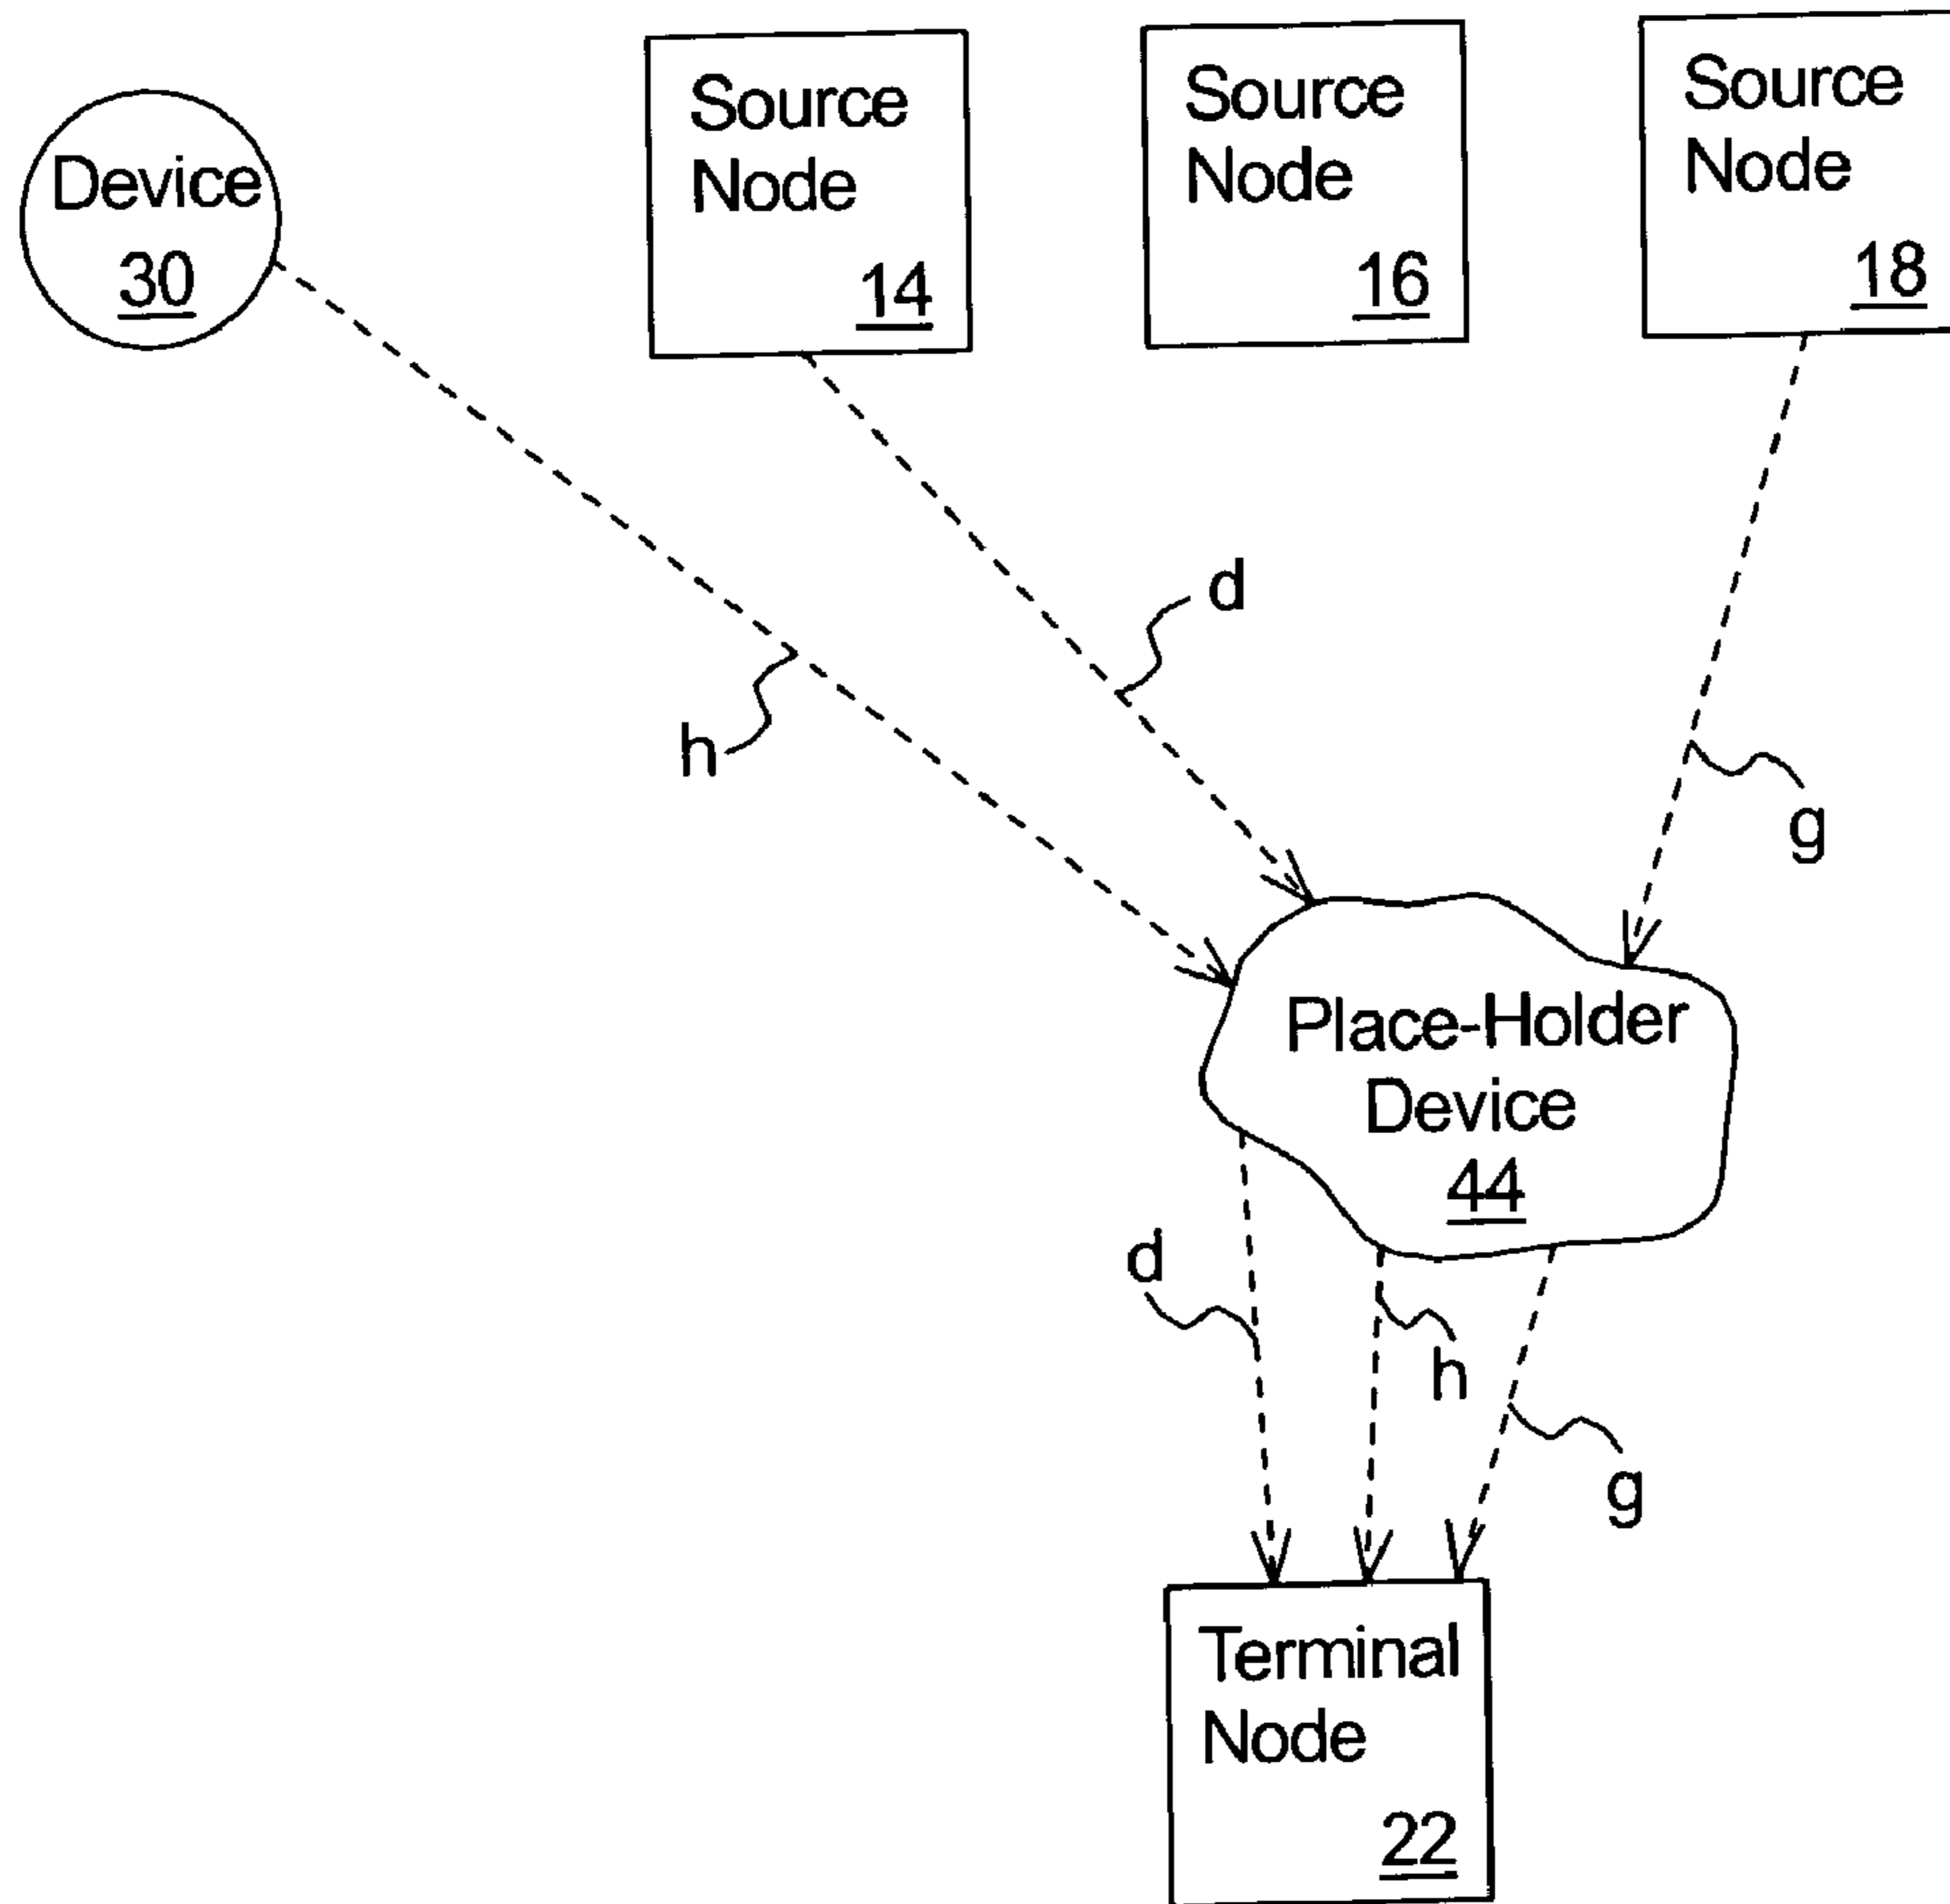 Device
30
Source
Node
14
Source
Node
16
Source
Node
18
d
h
g
Place-Holder
Device
44
d
h
g
Terminal
Node
22